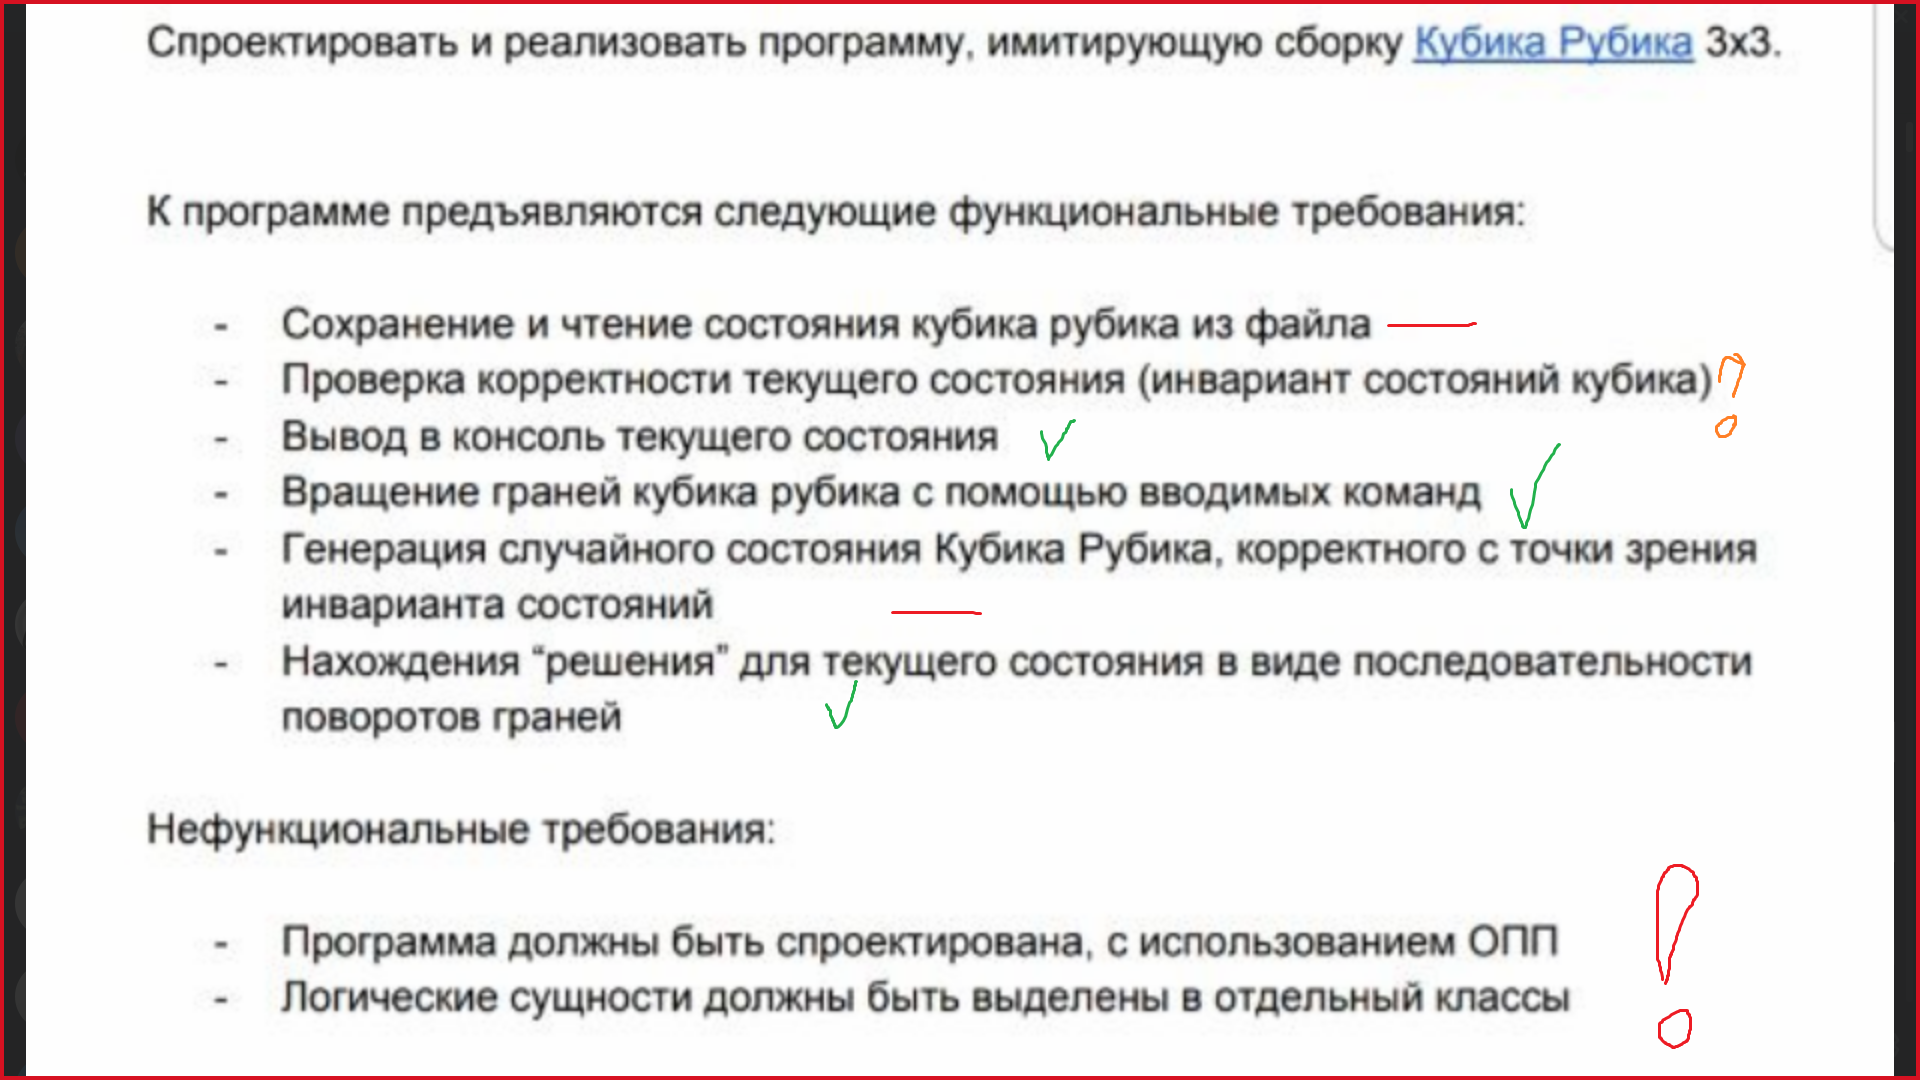 Спроектировать и реализовать программу, имитирующую сборку Кубика Рубика 3х3.
К программе предъявляются следующие функциональные требования:
- Сохранение и чтение состояния кубика рубика из файла
- Проверка корректности текущего состояния (инвариант состояний кубика)
- Вывод в консоль текущего состояния
- Вращение граней кубика рубика с помощью вводимых команд
- Генерация случайного состояния Кубика Рубика, корректного с точки зрения
инварианта состояний
- Нахождения “решения” для текущего состояния в виде последовательности
поворотов граней
Нефункциональные требования:
- Программа должны быть спроектирована, с использованием ОПП
- Логические сущности должны быть выделены в отдельный классы